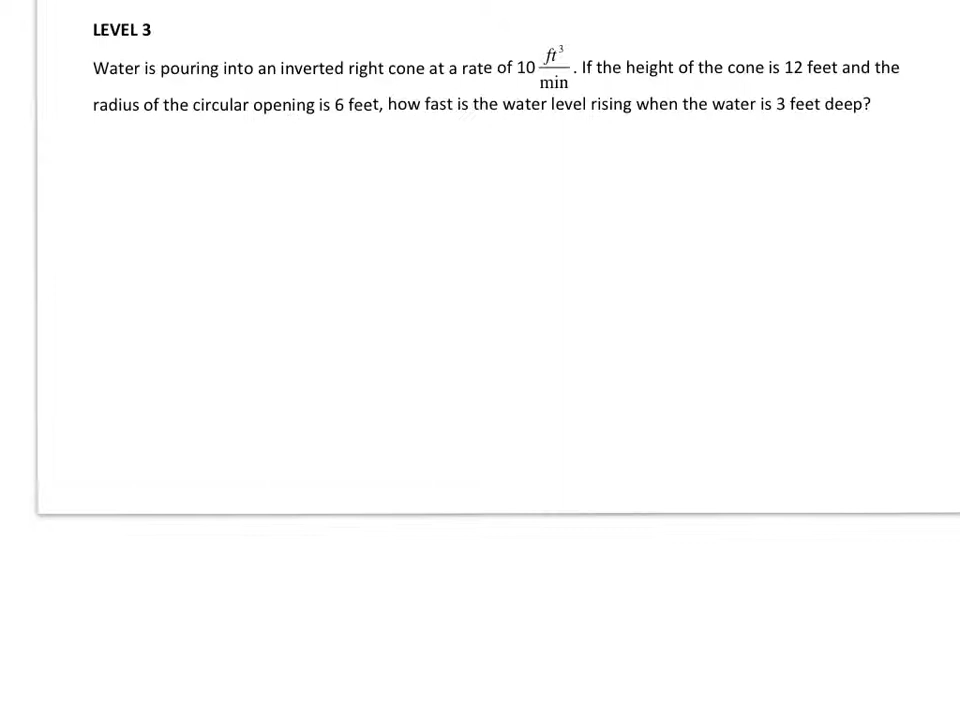 LEVEL 3
Water is pouring into an inverted right cone at a rate of 10 ft³/min. If the height of the cone is 12 feet and the
radius of the circular opening is 6 feet, how fast is the water level rising when the water is 3 feet deep?